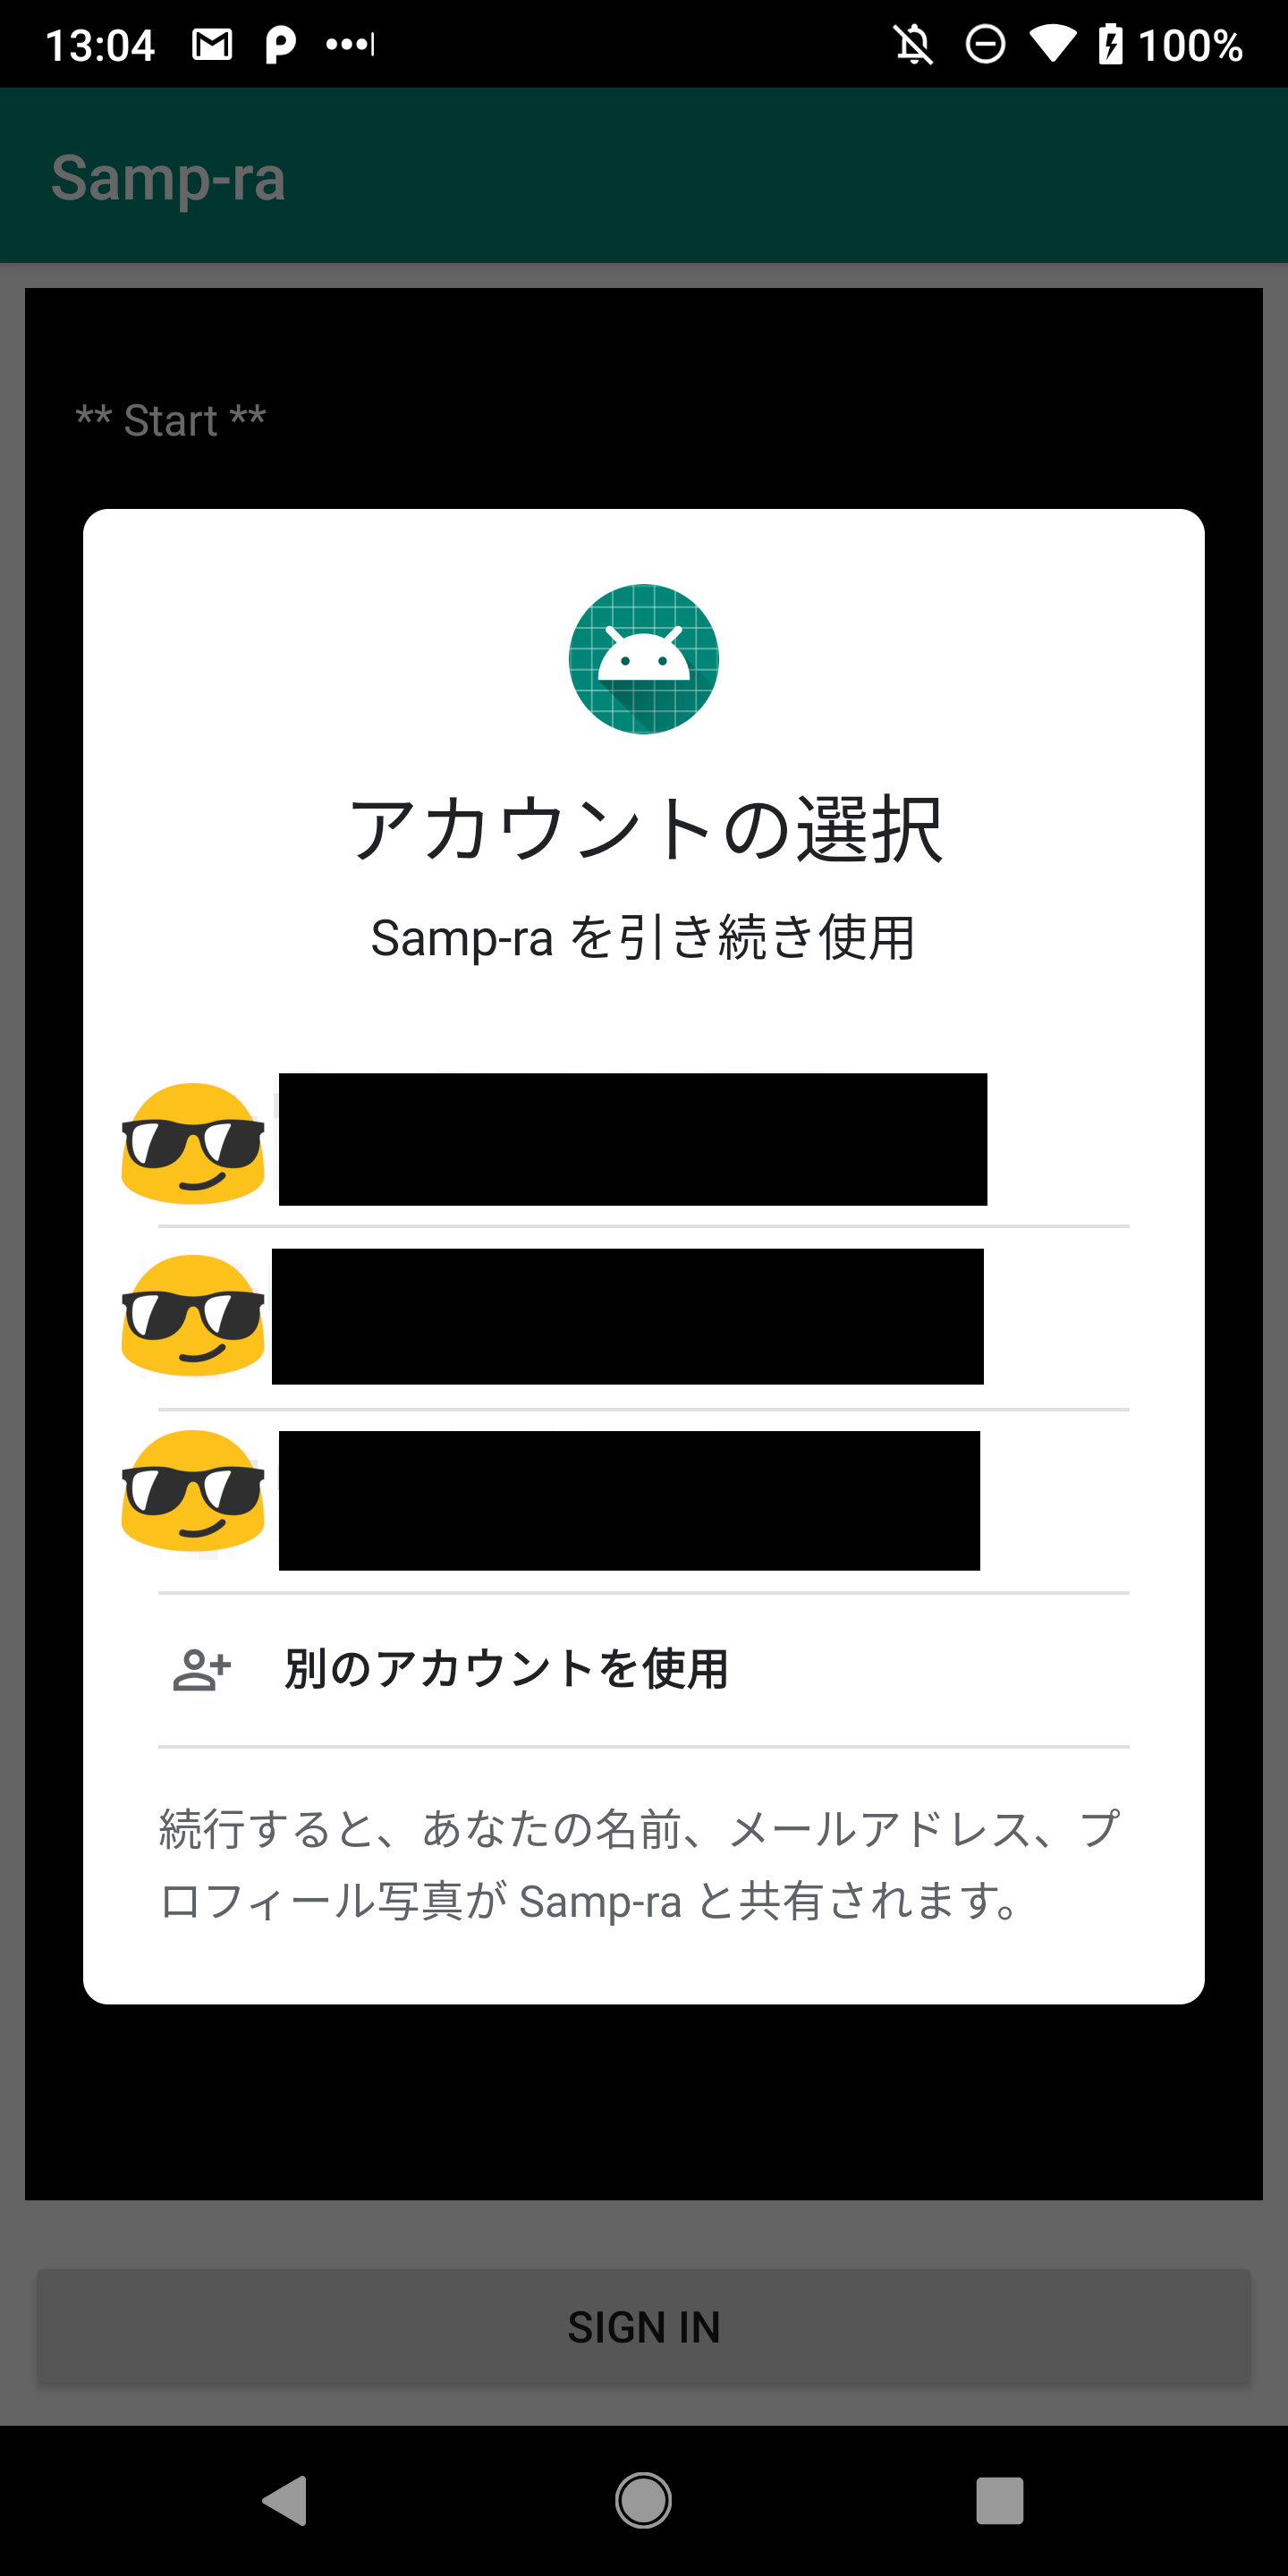 13:04
100%
Samp-ra
** Start **
アカウントの選択
Samp-ra を引き続き使用
別のアカウントを使用
続行すると、あなたの名前、メールアドレス、プ
ロフィール写真が Samp-ra と共有されます。
SIGN IN